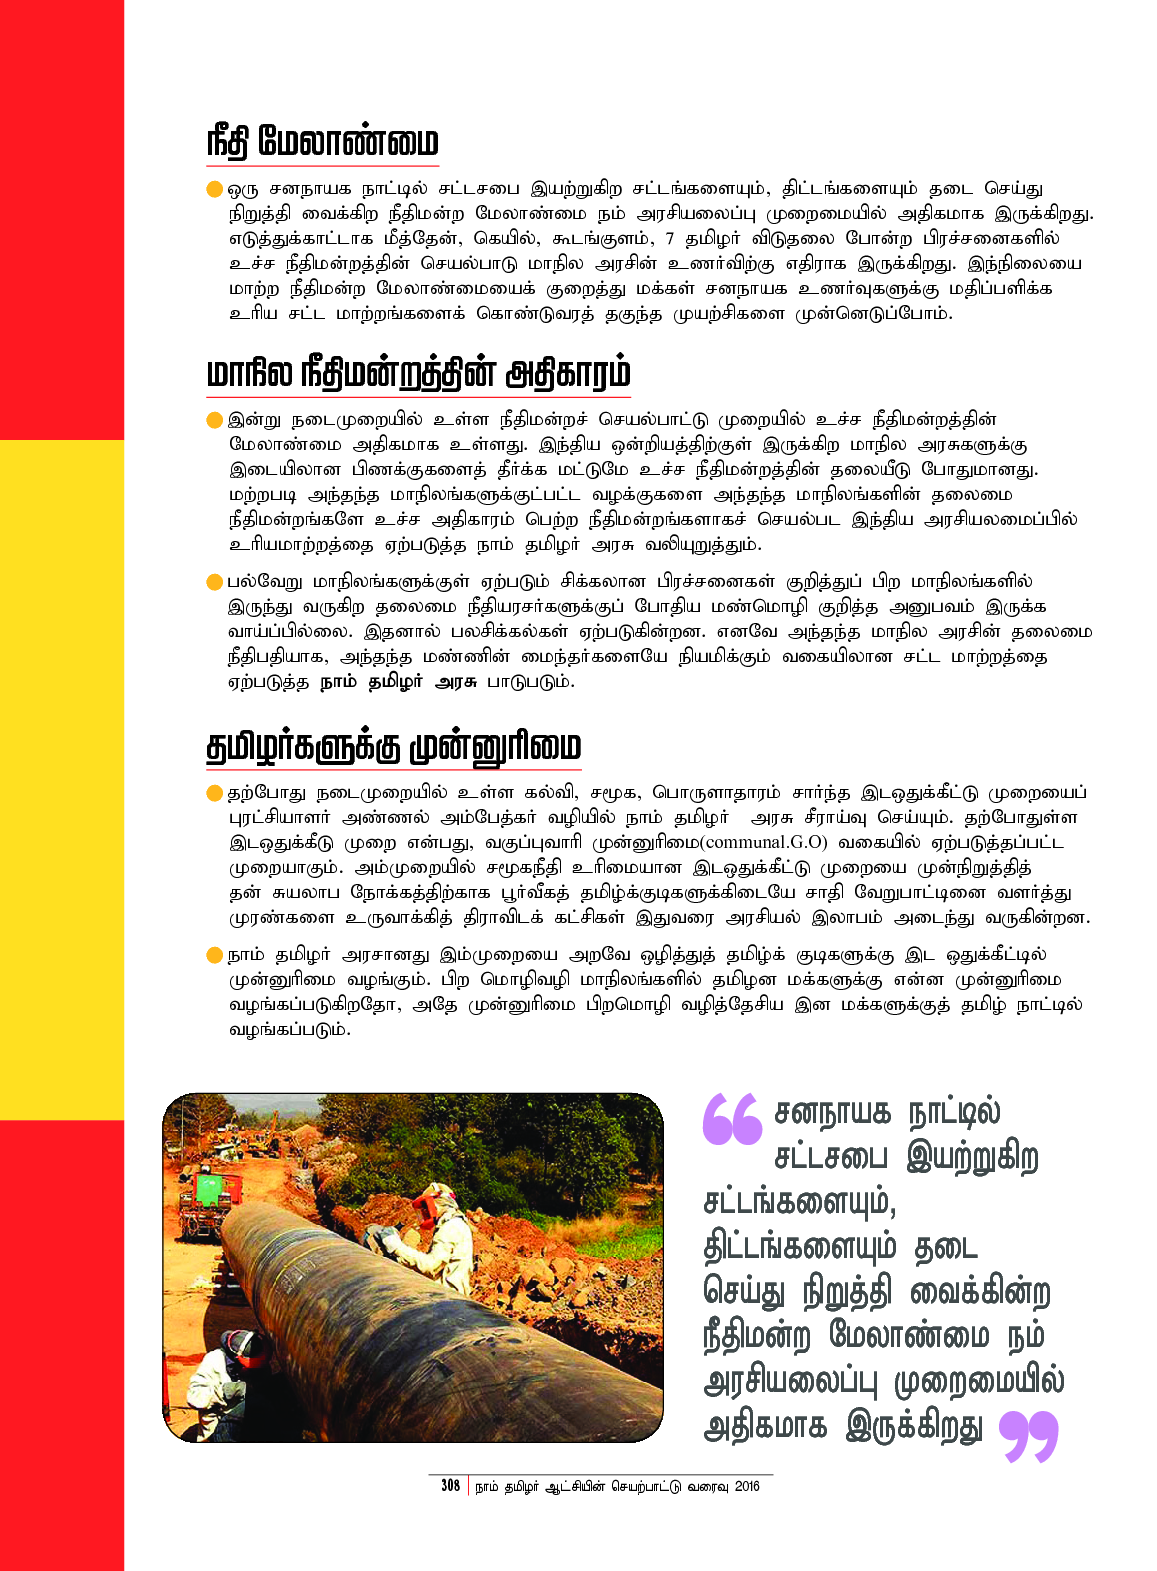 நீதி மேலாண்மை
ஒரு சனநாயக நாட்டில் சட்டசபை இயற்றுகிற சட்டங்களையும், திட்டங்களையும் தடை செய்து
நிறுத்தி வைக்கிற நீதிமன்ற மேலாண்மை நம் அரசியலைப்பு முறைமையில் அதிகமாக இருக்கிறது.
எடுத்துக்காட்டாக மீத்தேன், கெயில், கூடங்குளம், 7 தமிழர் விடுதலை போன்ற பிரச்சனைகளில்
உச்ச நீதிமன்றத்தின் செயல்பாடு மாநில அரசின் உணர்விற்கு எதிராக இருக்கிறது. இந்நிலையை
மாற்ற நீதிமன்ற மேலாண்மையைக் குறைத்து மக்கள் சனநாயக உணர்வுகளுக்கு மதிப்பளிக்க
உரிய சட்ட மாற்றங்களைக் கொண்டுவரத் தகுந்த முயற்சிகளை முன்னெடுப்போம்.
மாநில நீதிமன்றத்தின் அதிகாரம்
இன்று நடைமுறையில் உள்ள நீதிமன்றச் செயல்பாட்டு முறையில் உச்ச நீதிமன்றத்தின்
மேலாண்மை அதிகமாக உள்ளது. இந்திய ஒன்றியத்திற்குள் இருக்கிற மாநில அரசுகளுக்கு
இடையிலான பிணக்குகளைத் தீர்க்க மட்டுமே உச்ச நீதிமன்றத்தின் தலையீடு போதுமானது.
மற்றபடி அந்தந்த மாநிலங்களுக்குட்பட்ட வழக்குகளை அந்தந்த மாநிலங்களின் தலைமை
நீதிமன்றங்களே உச்ச அதிகாரம் பெற்ற நீதிமன்றங்களாகச் செயல்பட இந்திய அரசியலமைப்பில்
உரியமாற்றத்தை ஏற்படுத்த நாம் தமிழர் அரசு வலியுறுத்தும்.
பல்வேறு மாநிலங்களுக்குள் ஏற்படும் சிக்கலான பிரச்சனைகள் குறித்துப் பிற மாநிலங்களில்
இருந்து வருகிற தலைமை நீதியரசர்களுக்குப் போதிய மண்மொழி குறித்த அனுபவம் இருக்க
வாய்ப்பில்லை. இதனால் பலசிக்கல்கள் ஏற்படுகின்றன. எனவே அந்தந்த மாநில அரசின் தலைமை
நீதிபதியாக, அந்தந்த மண்ணின் மைந்தர்களையே நியமிக்கும் வகையிலான சட்ட மாற்றத்தை
ஏற்படுத்த நாம் தமிழர் அரசு பாடுபடும்.
தமிழர்களுக்கு முன்னுரிமை
தற்போது நடைமுறையில் உள்ள கல்வி, சமூக, பொருளாதாரம் சார்ந்த இடஒதுக்கீட்டு முறையைப்
புரட்சியாளர் அண்ணல் அம்பேத்கர் வழியில் நாம் தமிழர் அரசு சீராய்வு செய்யும். தற்போதுள்ள
இடஒதுக்கீடு முறை என்பது, வகுப்புவாரி முன்னுரிமை(communal.G.O) வகையில் ஏற்படுத்தப்பட்ட
முறையாகும். அம்முறையில் சமூகநீதி உரிமையான இடஒதுக்கீட்டு முறையை முன்நிறுத்தித்
தன் சுயலாப நோக்கத்திற்காக பூர்வீகத் தமிழ்க்குடிகளுக்கிடையே சாதி வேறுபாட்டினை வளர்த்து
முரண்களை உருவாக்கித் திராவிடக் கட்சிகள் இதுவரை அரசியல் இலாபம் அடைந்து வருகின்றன.
நாம் தமிழர் அரசானது இம்முறையை அறவே ஒழித்துத் தமிழ்க் குடிகளுக்கு இட ஒதுக்கீட்டில்
முன்னுரிமை வழங்கும். பிற மொழிவழி மாநிலங்களில் தமிழன மக்களுக்கு என்ன முன்னுரிமை
வழங்கப்படுகிறதோ, அதே முன்னுரிமை பிறமொழி வழித்தேசிய இன மக்களுக்குத் தமிழ் நாட்டில்
வழங்கப்படும்.
“சனநாயக நாட்டில்
சட்டசபை இயற்றுகிற
சட்டங்களையும்,
திட்டங்களையும் தடை
செய்து நிறுத்தி வைக்கின்ற
நீதிமன்ற மேலாண்மை நம்
அரசியலைப்பு முறைமையில்
அதிகமாக இருக்கிறது”
308 | நாம் தமிழர் ஆட்சியின் செயற்பாட்டு வரைவு 2016